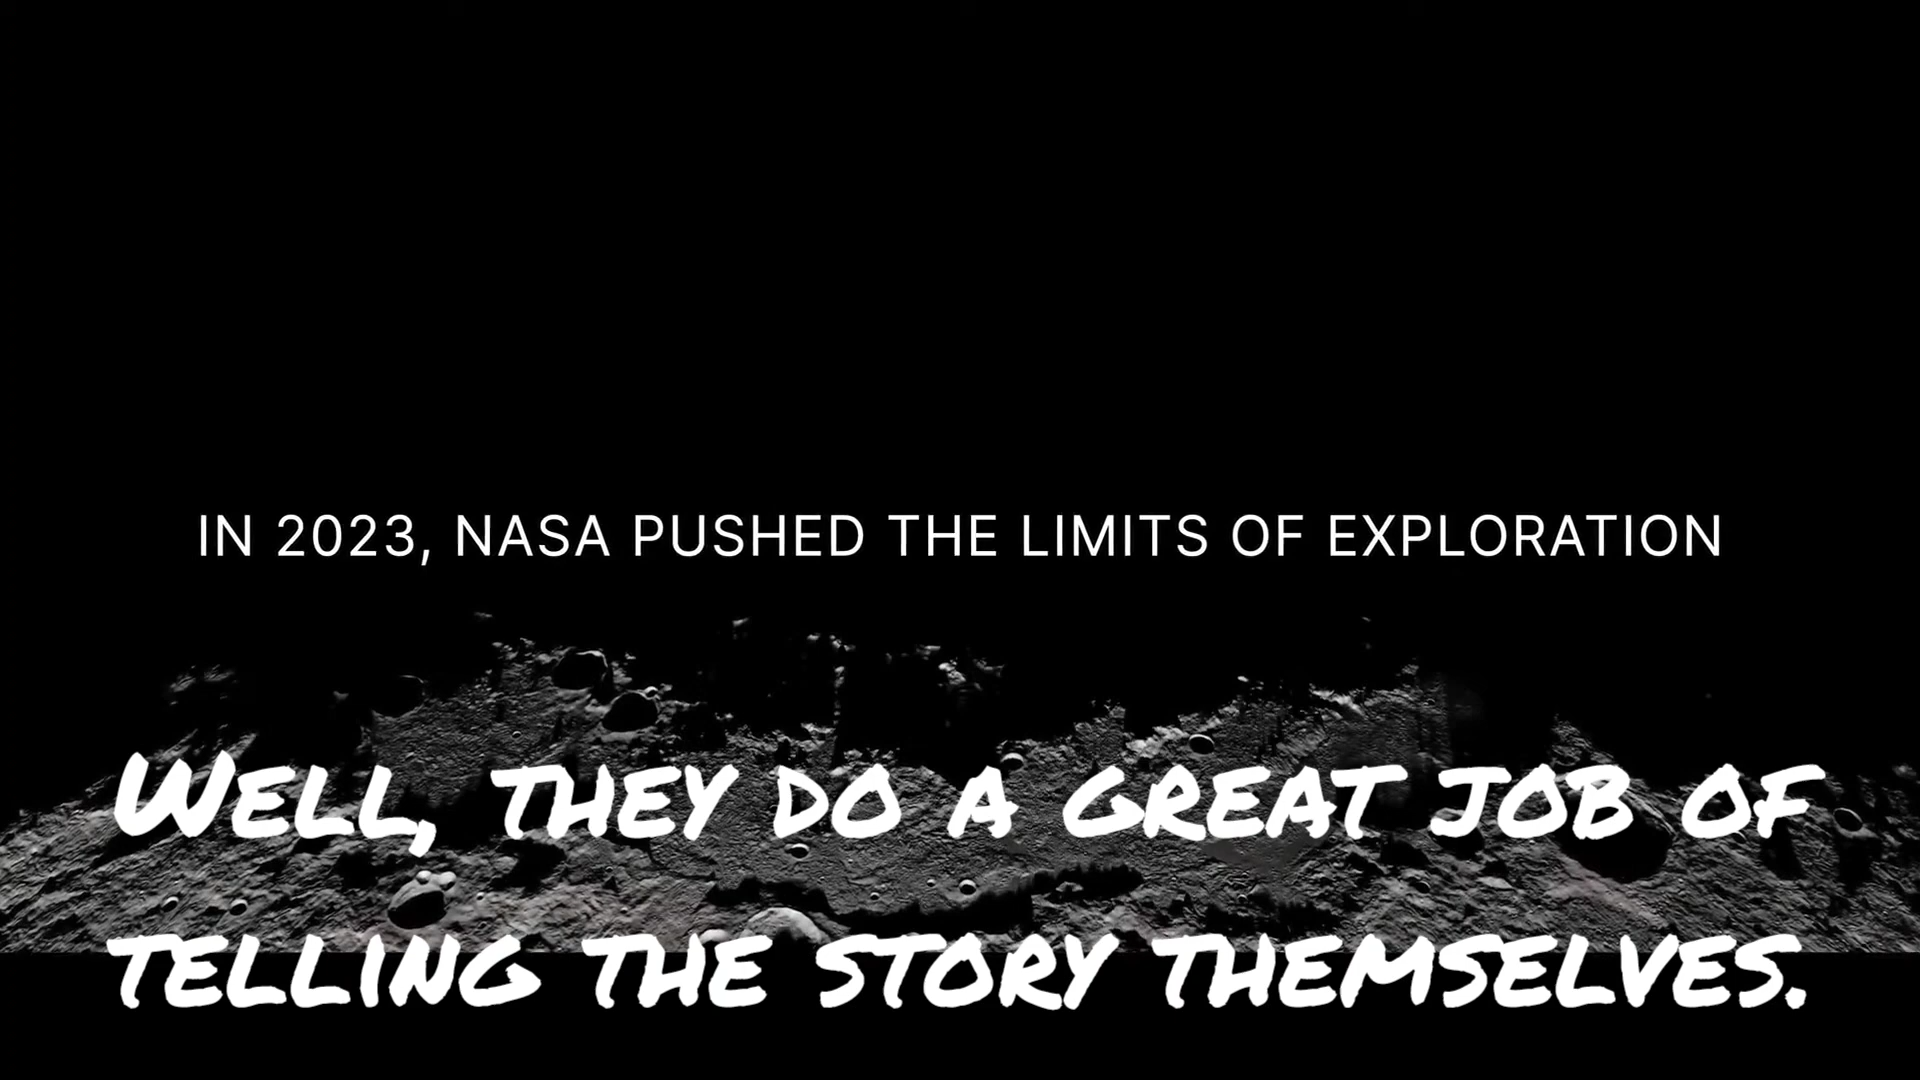 IN 2023, NASA PUSHED THE LIMITS OF EXPLORATION
WELL, THEY DO A GREAT JOB OF
TELLING THE STORY THEMSELVES.